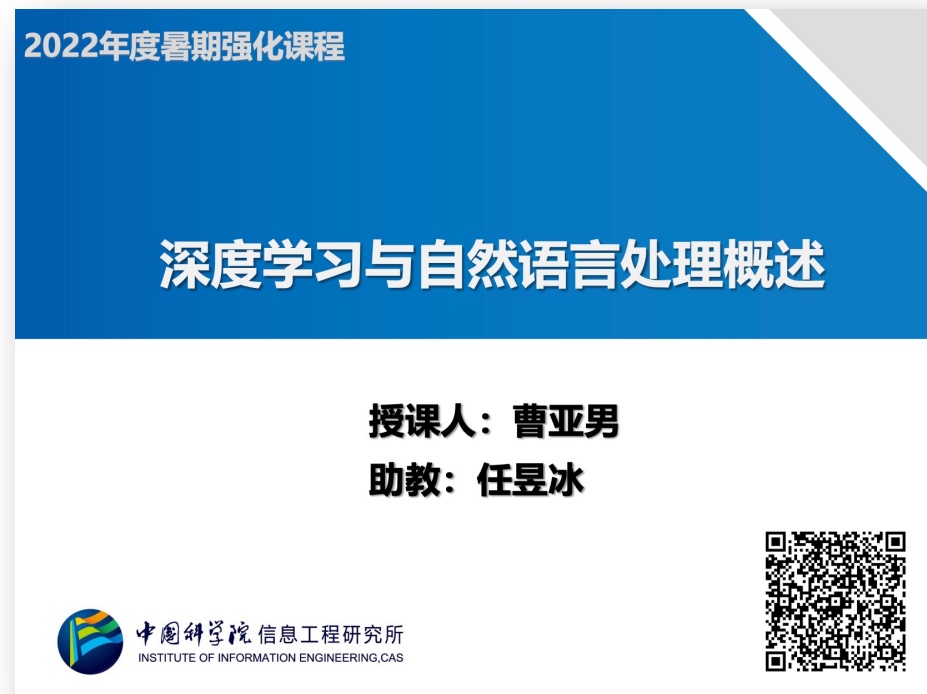 2022年度暑期强化课程
深度学习与自然语言处理概述
授课人：曹亚男
助教：任昱冰
中国科学院 信息工程研究所
INSTITUTE OF INFORMATION ENGINEERING,CAS